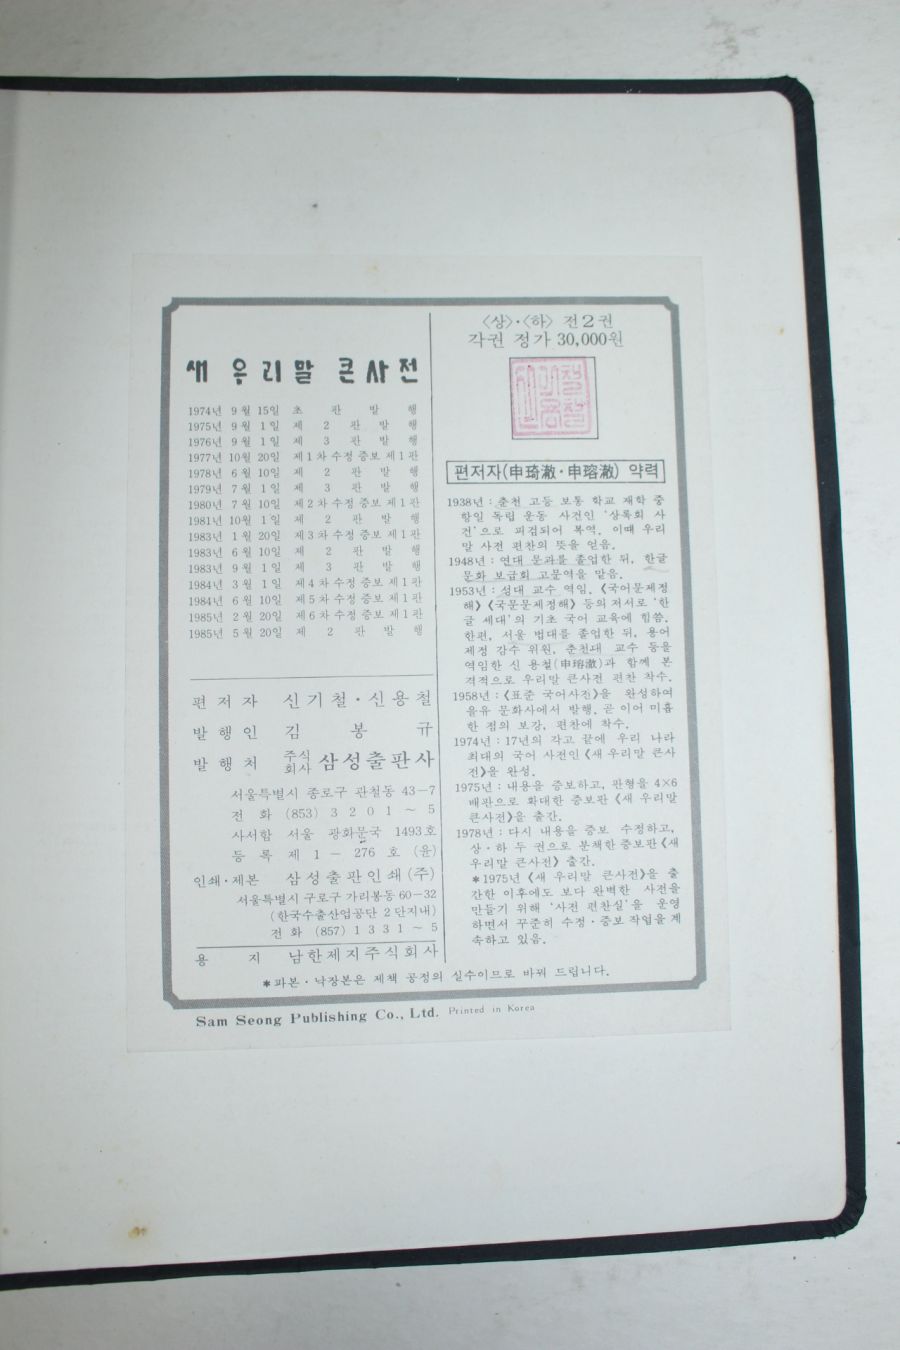 새 우리말 큰사전
1974년 9월 15일 초판발행
1975년 9월 1일 제2판발행
1976년 9월 1일 제3판발행
1977년 10월 20일 제1차수정증보제1판
1978년 6월 10일 제2판발행
1979년 7월 1일 제3판발행
1980년 7월 10일 제2차수정증보제1판
1981년 10월 1일 제2판발행
1983년 1월 20일 제3차수정증보제1판
1983년 6월 10일 제2판발행
1983년 9월 1일 제3판발행
1984년 3월 1일 제4차수정증보제1판
1984년 6월 10일 제5차수정증보제1판
1985년 2월 20일 제6차수정증보제1판
1985년 5월 20일 제2판발행
편저자 신기철·신용철
발행인 김봉규
발행처 주식회사 삼성출판사
서울특별시 종로구 관철동 43-7
전화 (853) 3201~5
사서함 서울 광화문국 1493호
등록 제1-276호 (윤)
인쇄·제본 삼성출판인쇄(주)
서울특별시 구로구 가리봉동 60-32
(한국수출산업공단 2단지내)
전화 (857) 1331~5
용지 남한제지주식회사
〈상〉·〈하〉 전2권
각권 정가 30,000원
편저자(申琦澈·申瑢澈) 약력
1938년 : 춘천 고등 보통 학교 재학 중
항일 독립 운동 사건인 '상록회 사
건'으로 피검되어 복역. 이때 우리
말 사전 편찬의 뜻을 얻음.
1948년 : 연대 문과를 졸업한 뒤, 한글
문화 보급회 고문역을 맡음.
1953년 : 성대 교수 역임, 《국어문제정
해》《국문문제정해》 등의 저서로 '한
글 세대'의 기초 국어 교육에 힘씀.
한편, 서울 법대를 졸업한 뒤, 용어
제정 감수 위원, 춘천대 교수 등을
역임한 신 용철(申瑢澈)과 함께 본
격적으로 우리말 큰사전 편찬 착수.
1958년 : 《표준 국어사전》을 완성하여
을유 문화사에서 발행. 곧 이어 미흡
한 점의 보강, 편찬에 착수.
1974년 : 17년의 각고 끝에 우리 나라
최대의 국어 사전인《새 우리말 큰사
전》을 완성.
1975년 : 내용을 증보하고, 판형을 4×6
배판으로 확대한 증보판《새 우리말
큰사전》을 출간.
1978년 : 다시 내용을 증보 수정하고,
상·하 두 권으로 분책한 증보판《새
우리말 큰사전》 출간.
*1975년 《새 우리말 큰사전》을 출
간한 이후에도 보다 완벽한 사전을
만들기 위해 '사전 편찬실'을 운영
하면서 꾸준히 수정·증보 작업을 계
속하고 있음.
*파본·낙장본은 제책 공정의 실수이므로 바꿔 드립니다.
Sam Seong Publishing Co., Ltd. Printed in Korea